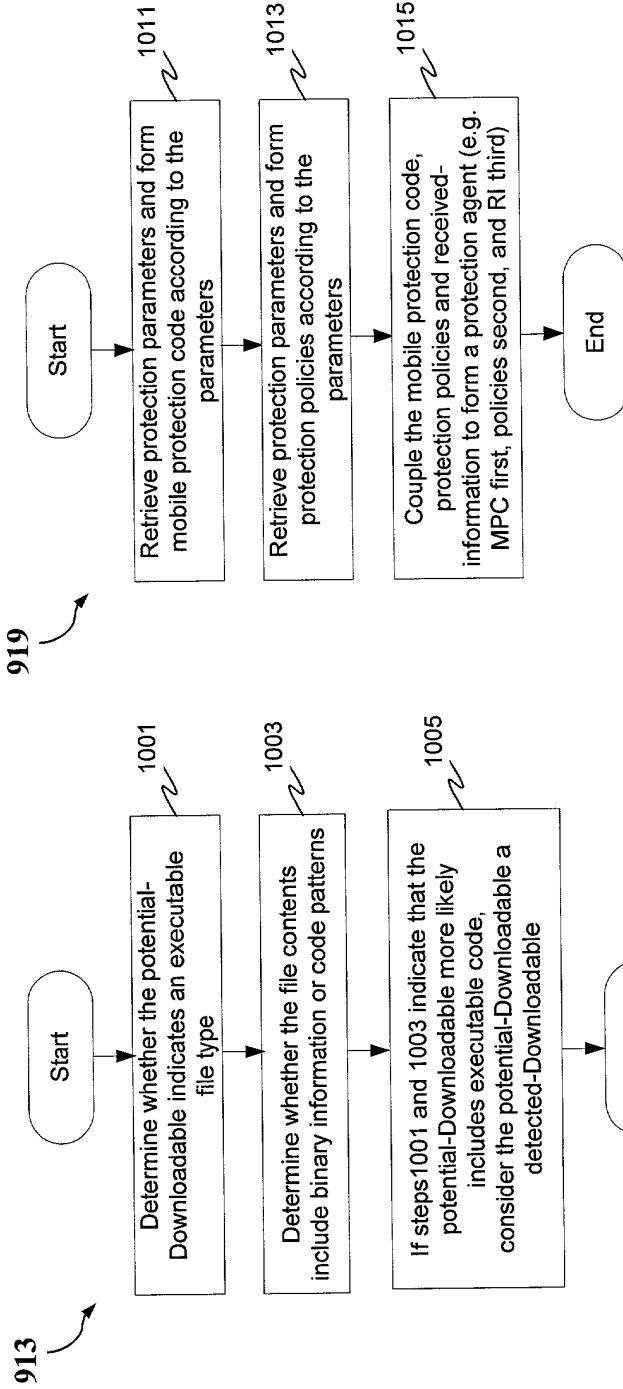 913
Start
Determine whether the potential-
Downloadable indicates an executable
file type
1001
Determine whether the file contents
include binary information or code patterns
1003
If steps1001 and 1003 indicate that the
potential-Downloadable more likely
includes executable code,
consider the potential-Downloadable a
detected-Downloadable
1005
919
Start
Retrieve protection parameters and form
mobile protection code according to the
parameters
1011
Retrieve protection parameters and form
protection policies according to the
parameters
1013
Couple the mobile protection code,
protection policies and received-
information to form a protection agent (e.g.
MPC first, policies second, and RI third)
1015
End